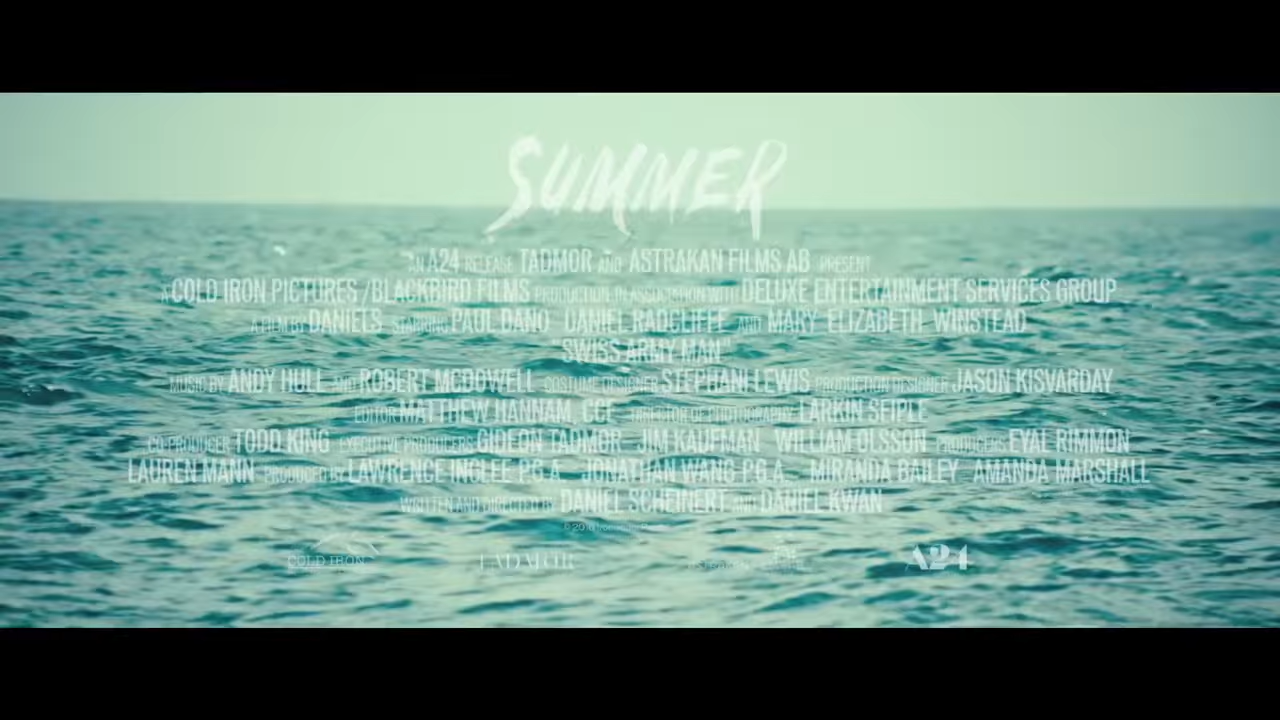 SUMMER
AN A24 RELEASE TADMOR AND ASTRAKAN FILMS AB PRESENT
A COLD IRON PICTURES / BLACKBIRD FILMS PRODUCTION IN ASSOCIATION WITH DELUXE ENTERTAINMENT SERVICES GROUP
A FILM BY DANIELS STARRING PAUL DANO DANIEL RADCLIFFE AND MARY ELIZABETH WINSTEAD
"SWISS ARMY MAN"
MUSIC BY ANDY HULL AND ROBERT MCDOWELL COSTUME DESIGNER STEPHANI LEWIS PRODUCTION DESIGNER JASON KISVARDAY
EDITOR MATTHEW HANNAM, CCE DIRECTOR OF PHOTOGRAPHY LARKIN SEIPLE
CO-PRODUCER TODD KING EXECUTIVE PRODUCERS GIDEON TADMOR JIM KAUFMAN WILLIAM OLSSON PRODUCERS EYAL RIMMON
LAUREN MANN PRODUCED BY LAWRENCE INGLEE P.G.A. JONATHAN WANG P.G.A. MIRANDA BAILEY AMANDA MARSHALL
WRITTEN AND DIRECTED BY DANIEL SCHEINERT AND DANIEL KWAN
COLD IRON TADMOR A24